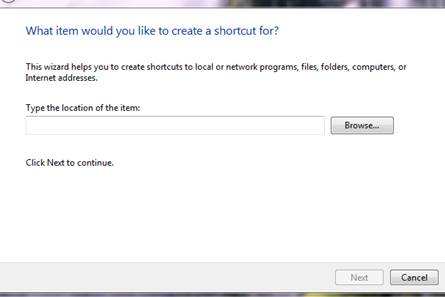 What item would you like to create a shortcut for?
This wizard helps you to create shortcuts to local or network programs, files, folders, computers, or
Internet addresses.
Type the location of the item:
Browse...
Click Next to continue.
Next
Cancel